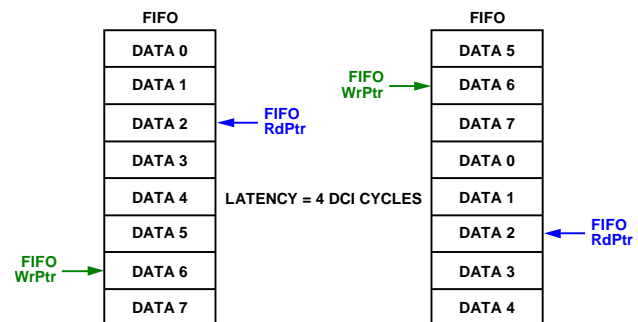 FIFO
DATA 0
DATA 1
DATA 2
DATA 3
DATA 4
DATA 5
DATA 6
DATA 7
FIFO
RdPtr
FIFO
WrPtr
LATENCY = 4 DCI CYCLES
FIFO
DATA 5
DATA 6
DATA 7
DATA 0
DATA 1
DATA 2
DATA 3
DATA 4
FIFO
WrPtr
FIFO
RdPtr